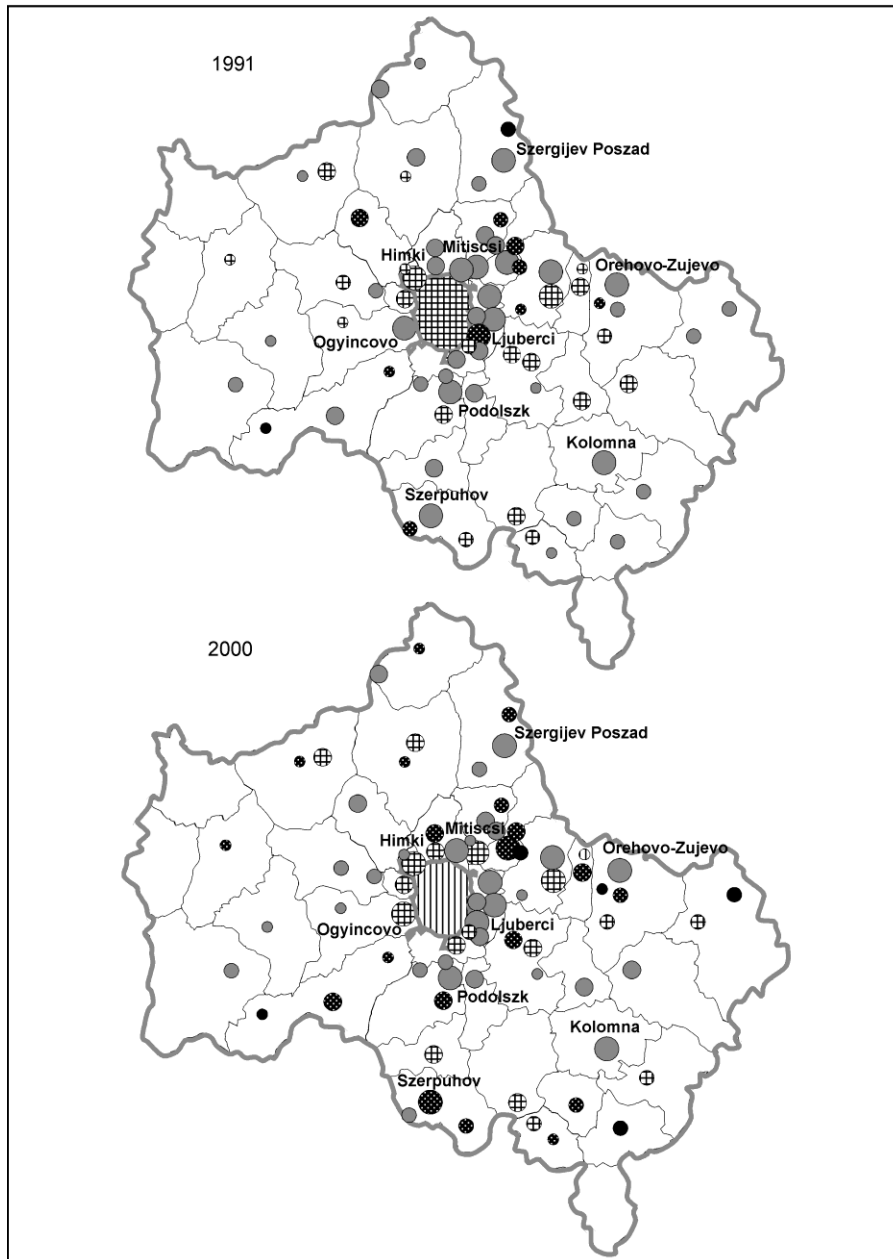 1991
Szergijev Poszad
Himki
Mitiscsi
Orehovo-Zujevo
Ljuberci
Ogyincovo
Podolszk
Kolomna
Szerpuhov
2000
Szergijev Poszad
Himki
Mitiscsi
Orehovo-Zujevo
Ljuberci
Ogyincovo
Podolszk
Kolomna
Szerpuhov